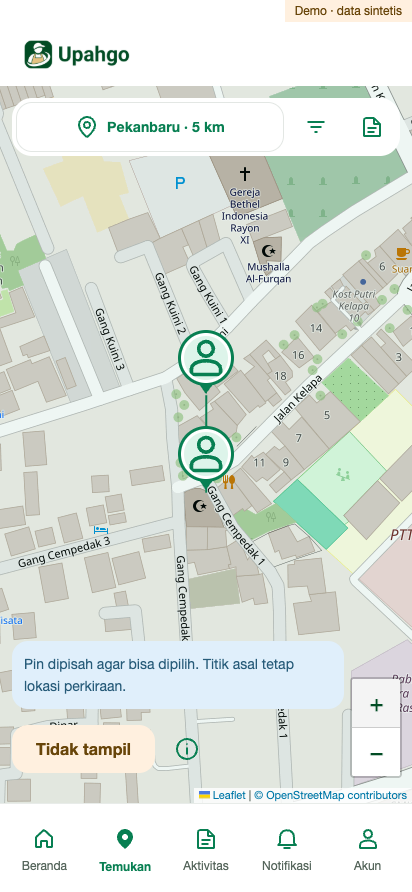 Demo · data sintetis
Upahgo
Pekanbaru · 5 km
P
Gereja
Bethel
Indonesia
Rayon
XI
Mushalla
Al-Furqan
6
Kost Putri
Kelapa
10
Gang Kuini 1
Gang Kuini 2
Gang Kuini 3
14
16
18
3
5
7
Jalan Kelapa
11
9
Gang Cempedak 1
Gang Cempedak 3
Gang Cempedak
PTT
Pin dipisah agar bisa dipilih. Titik asal tetap
lokasi perkiraan.
Tidak tampil
+
−
Leaflet | © OpenStreetMap contributors
Beranda
Temukan
Aktivitas
Notifikasi
Akun